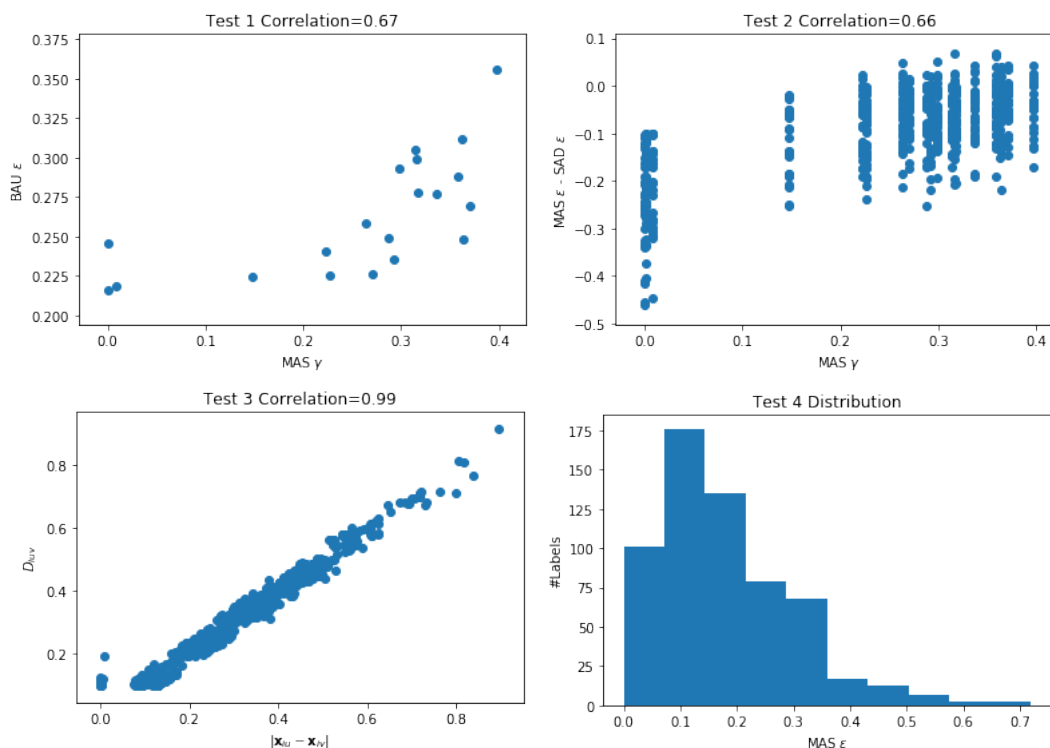 Test 1 Correlation=0.67
BAU ε
0.375
0.350
0.325
0.300
0.275
0.250
0.225
0.200
0.0 0.1 0.2 0.3 0.4
MAS γ
Test 2 Correlation=0.66
MAS ε - SAD ε
0.1
0.0
−0.1
−0.2
−0.3
−0.4
−0.5
0.0 0.1 0.2 0.3 0.4
MAS γ
Test 3 Correlation=0.99
D_{iuv}
0.8
0.6
0.4
0.2
0.0 0.2 0.4 0.6 0.8
|x_{iu} − x_{iv}|
Test 4 Distribution
#Labels
175
150
125
100
75
50
25
0
0.0 0.1 0.2 0.3 0.4 0.5 0.6 0.7
MAS ε